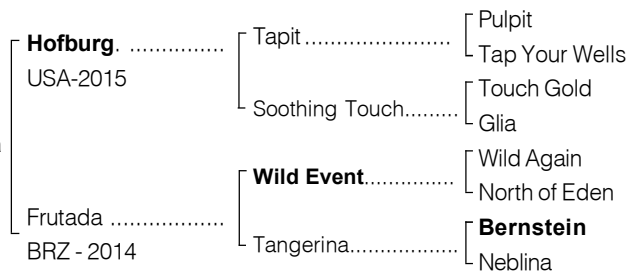 Pulpit
Hofburg. ............... Tapit .......................
Tap Your Wells
USA-2015
Touch Gold
Soothing Touch.........
Glia
Wild Again
Wild Event...............
North of Eden
Frutada ...............
Bernstein
BRZ - 2014 Tangerina..................
Neblina